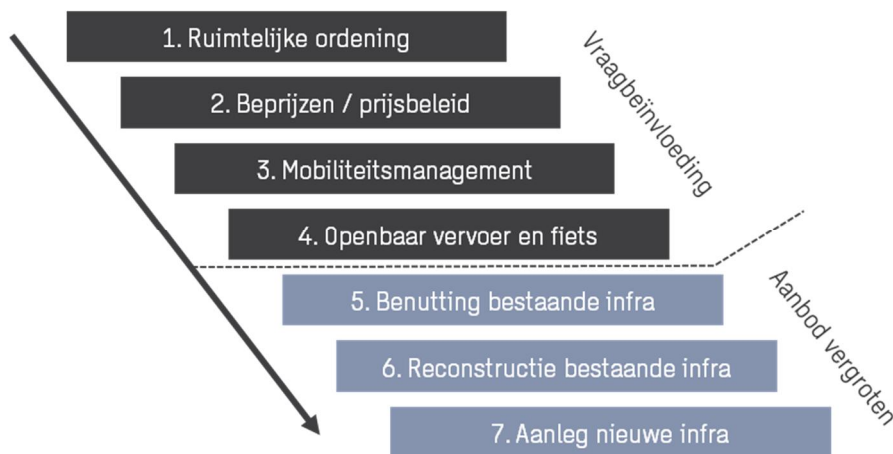 1. Ruimtelijke ordening
2. Beprijzen / prijsbeleid
3. Mobiliteitsmanagement
4. Openbaar vervoer en fiets
5. Benutting bestaande infra
6. Reconstructie bestaande infra
7. Aanleg nieuwe infra
Vraagbeïnvloeding
Aanbod vergroten